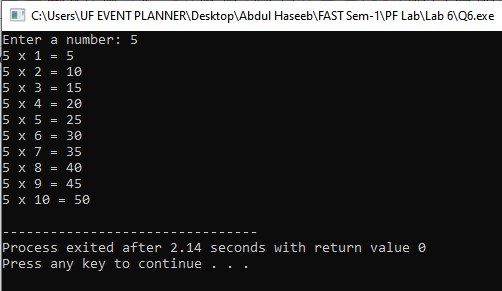 C:\Users\UF EVENT PLANNER\Desktop\Abdul Haseeb\FAST Sem-1\PF Lab\Lab 6\Q6.exe
Enter a number: 5
5 x 1 = 5
5 x 2 = 10
5 x 3 = 15
5 x 4 = 20
5 x 5 = 25
5 x 6 = 30
5 x 7 = 35
5 x 8 = 40
5 x 9 = 45
5 x 10 = 50
--------------------------------
Process exited after 2.14 seconds with return value 0
Press any key to continue . . .